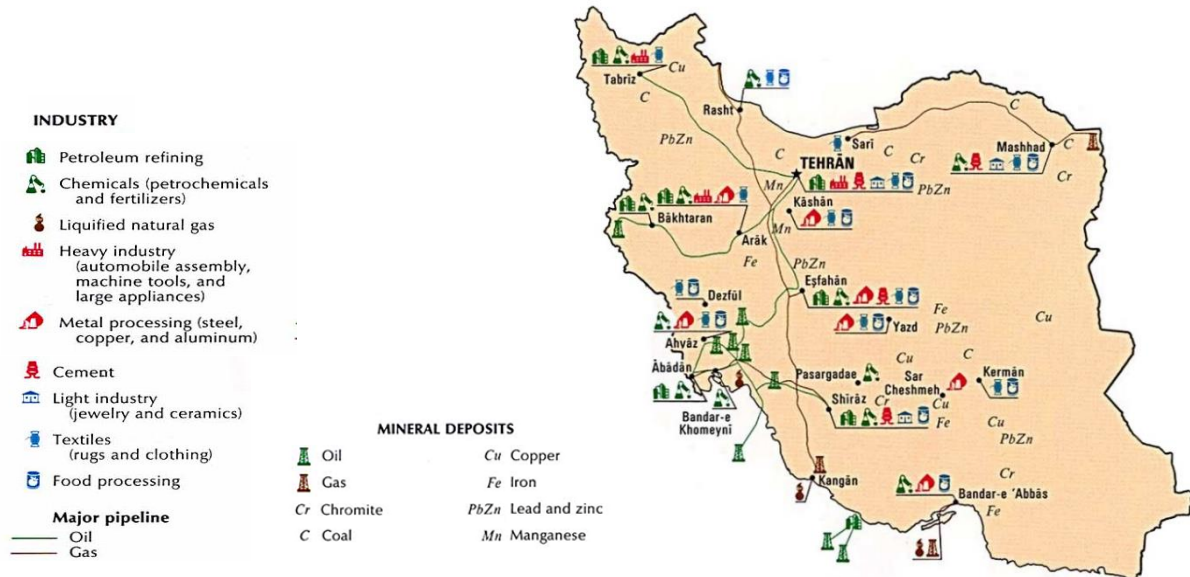 INDUSTRY
Petroleum refining
Chemicals (petrochemicals
and fertilizers)
Liquified natural gas
Heavy industry
(automobile assembly,
machine tools, and
large appliances)
Metal processing (steel,
copper, and aluminum)
Cement
Light industry
(jewelry and ceramics)
Textiles
(rugs and clothing)
Food processing
Major pipeline
Oil
Gas
MINERAL DEPOSITS
Oil
Gas
Cr Chromite
C Coal
Cu Copper
Fe Iron
PbZn Lead and zinc
Mn Manganese
Cu
Tabrīz
C
Rasht
PbZn
Sarī
C
C
Cr
C
Mashhad
C
Cr
TEHRĀN
Mn
PbZn
Kāshān
Mn
Bākhtaran
Arāk
Fe
PbZn
Eşfahān
Dezfūl
Fe
Yazd
PbZn
Cu
Āhvāz
Ābādān
Bandar-e
Khomeynī
Pasargadae
Cu
C
Sar
Cheshmeh
Kermān
Shīrāz
Cr
Cu
Fe
Cu
PbZn
Kangān
Cr
Bandar-e 'Abbās
Fe